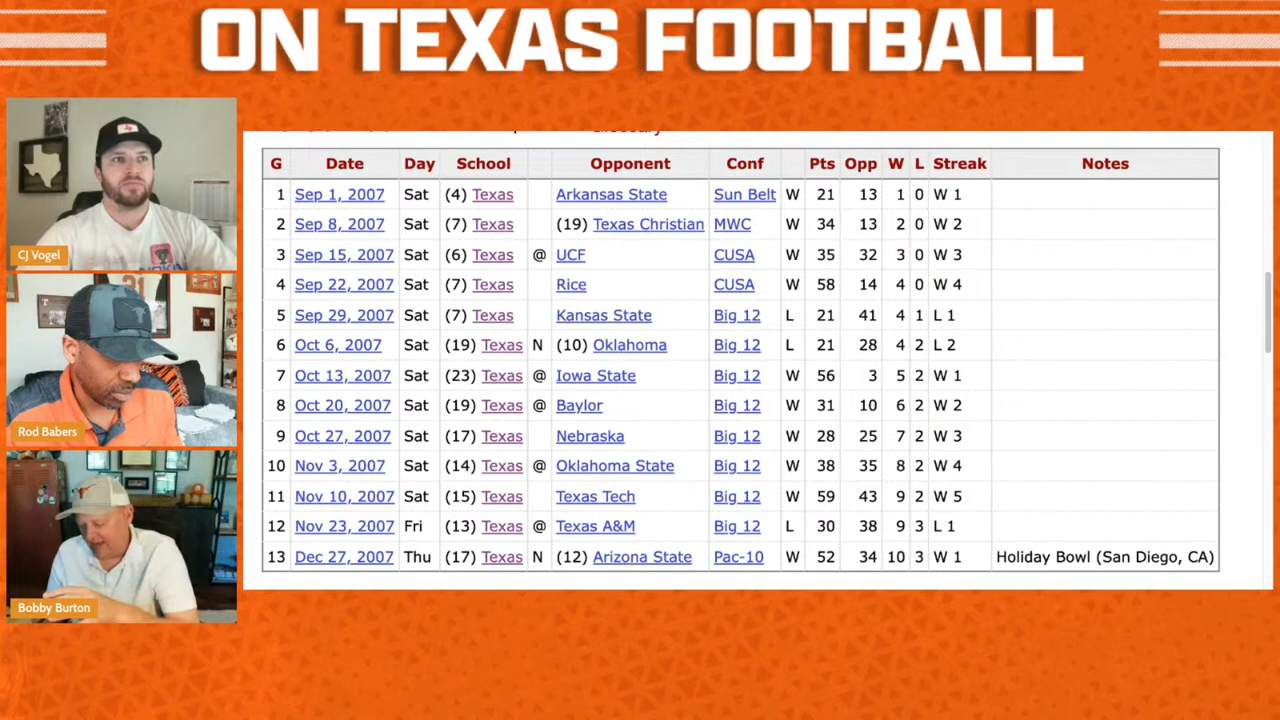 ON TEXAS FOOTBALL
CJ Vogel
Rod Babers
Bobby Burton
G Date Day School Opponent Conf Pts Opp W L Streak Notes
1 Sep 1, 2007 Sat (4) Texas Arkansas State Sun Belt W 21 13 1 0 W 1
2 Sep 8, 2007 Sat (7) Texas (19) Texas Christian MWC W 34 13 2 0 W 2
3 Sep 15, 2007 Sat (6) Texas @ UCF CUSA W 35 32 3 0 W 3
4 Sep 22, 2007 Sat (7) Texas Rice CUSA W 58 14 4 0 W 4
5 Sep 29, 2007 Sat (7) Texas Kansas State Big 12 L 21 41 4 1 L 1
6 Oct 6, 2007 Sat (19) Texas N (10) Oklahoma Big 12 L 21 28 4 2 L 2
7 Oct 13, 2007 Sat (23) Texas @ Iowa State Big 12 W 56 3 5 2 W 1
8 Oct 20, 2007 Sat (19) Texas @ Baylor Big 12 W 31 10 6 2 W 2
9 Oct 27, 2007 Sat (17) Texas Nebraska Big 12 W 28 25 7 2 W 3
10 Nov 3, 2007 Sat (14) Texas @ Oklahoma State Big 12 W 38 35 8 2 W 4
11 Nov 10, 2007 Sat (15) Texas Texas Tech Big 12 W 59 43 9 2 W 5
12 Nov 23, 2007 Fri (13) Texas @ Texas A&M Big 12 L 30 38 9 3 L 1
13 Dec 27, 2007 Thu (17) Texas N (12) Arizona State Pac-10 W 52 34 10 3 W 1 Holiday Bowl (San Diego, CA)